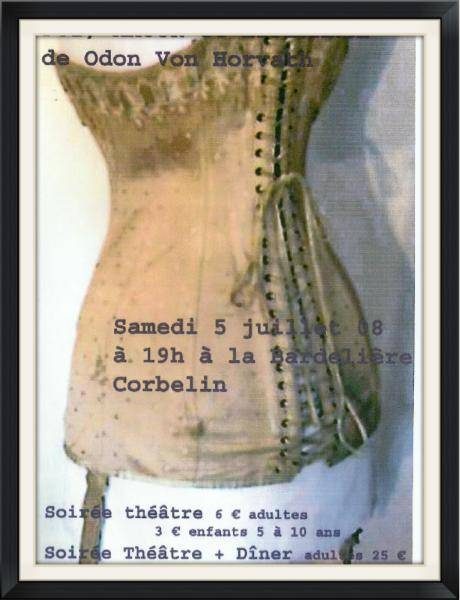 de Odon Von Horvath
Samedi 5 juillet 08
à 19h à la Bardelière
Corbelin
Soirée théâtre 6 € adultes
3 € enfants 5 à 10 ans
Soirée Théâtre + Dîner adultes 25 €